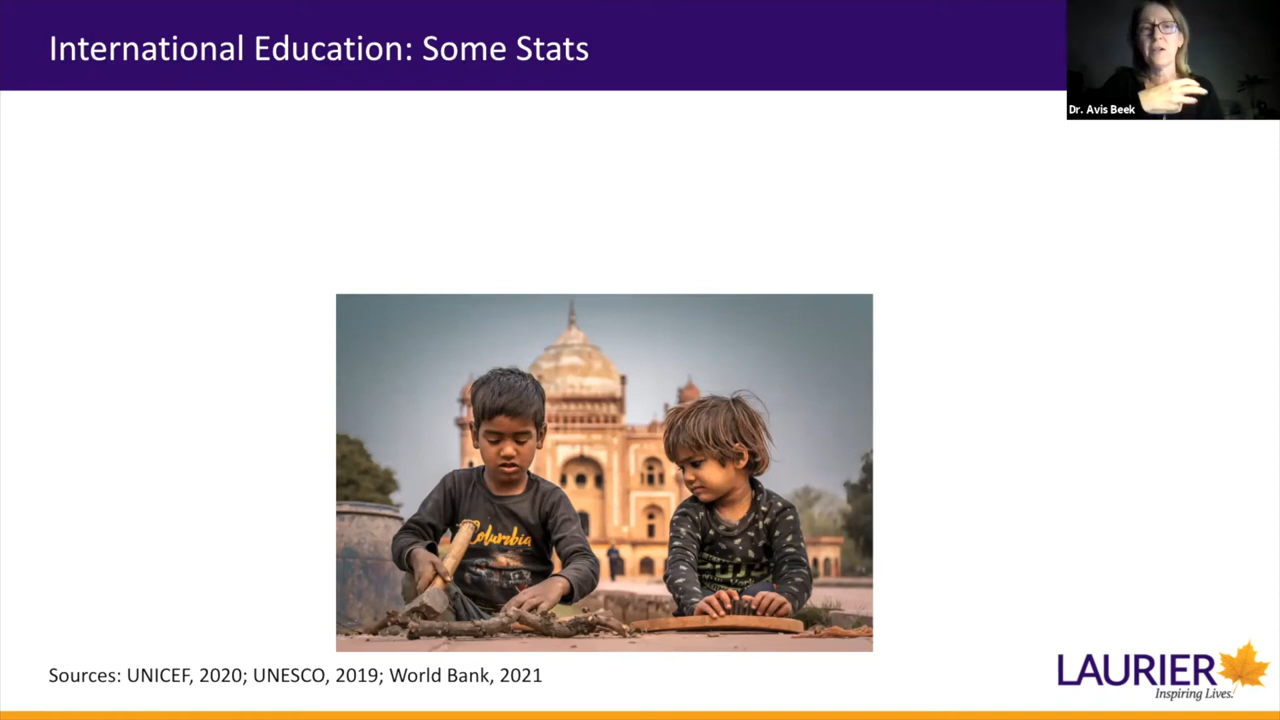 International Education: Some Stats
Dr. Avis Beek
Columbia
Sources: UNICEF, 2020; UNESCO, 2019; World Bank, 2021
LAURIER
Inspiring Lives.